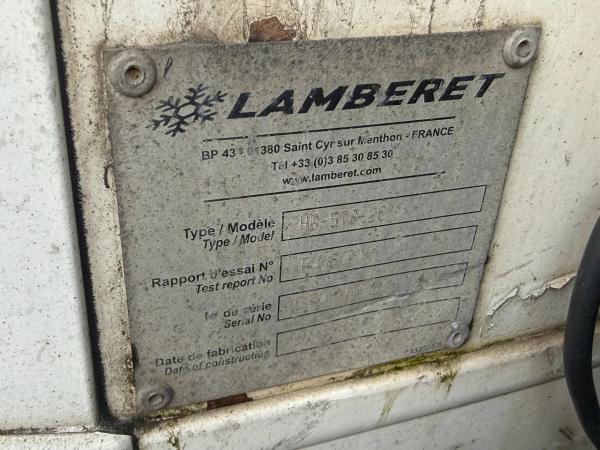 LAMBERET
BP 43 01380 Saint Cyr sur Menthon - FRANCE
Tél +33 (0)3 85 30 85 30
www.lamberet.com
Type / Modèle
Type / Model
Rapport d'essai N°
Test report No
N° de série
Serial No
Date de fabrication
Date of construction